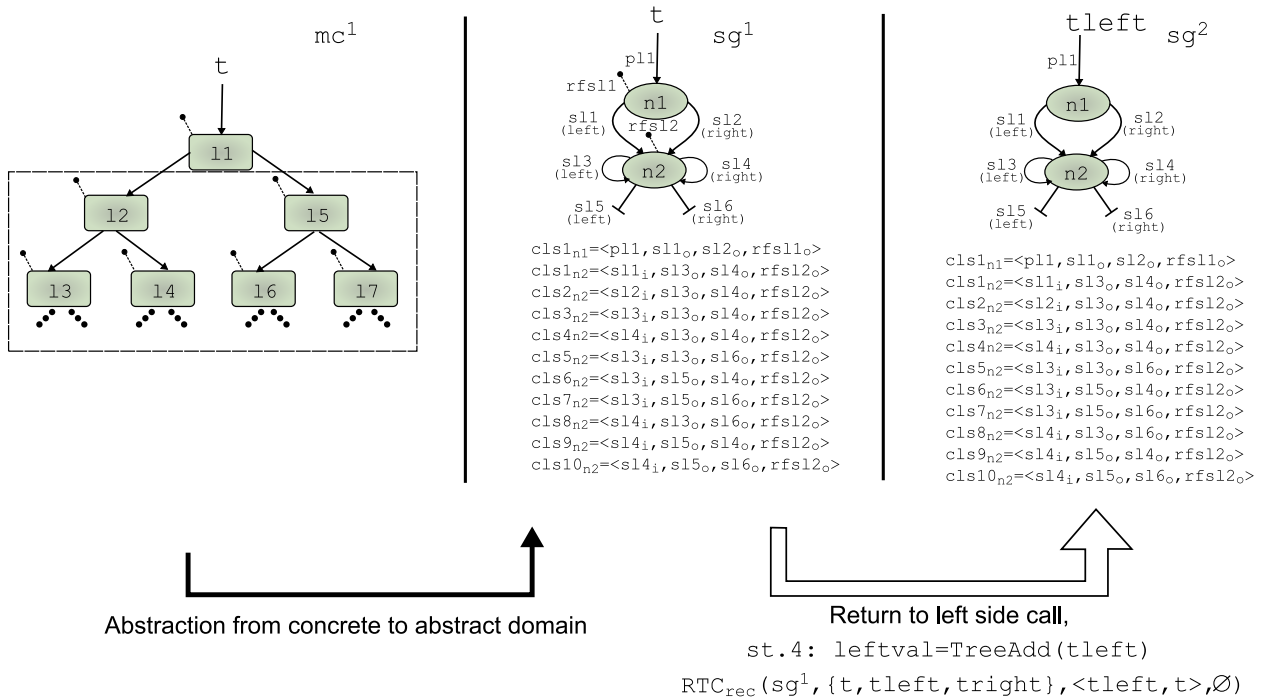 mc¹
t
l1
l2
l5
l3
l4
l6
l7
t
sg¹
pl1
rfsl1
n1
sl1
(left)
rfsl2
sl2
(right)
sl3
(left)
n2
sl4
(right)
sl5
(left)
sl6
(right)
cls1ₙ₁=<pl1,sl1ₒ,sl2ₒ,rfsl1ₒ>
cls1ₙ₂=<sl1ᵢ,sl3ₒ,sl4ₒ,rfsl2ₒ>
cls2ₙ₂=<sl2ᵢ,sl3ₒ,sl4ₒ,rfsl2ₒ>
cls3ₙ₂=<sl3ᵢ,sl3ₒ,sl4ₒ,rfsl2ₒ>
cls4ₙ₂=<sl4ᵢ,sl3ₒ,sl4ₒ,rfsl2ₒ>
cls5ₙ₂=<sl3ᵢ,sl3ₒ,sl6ₒ,rfsl2ₒ>
cls6ₙ₂=<sl3ᵢ,sl5ₒ,sl4ₒ,rfsl2ₒ>
cls7ₙ₂=<sl3ᵢ,sl5ₒ,sl6ₒ,rfsl2ₒ>
cls8ₙ₂=<sl4ᵢ,sl3ₒ,sl6ₒ,rfsl2ₒ>
cls9ₙ₂=<sl4ᵢ,sl5ₒ,sl4ₒ,rfsl2ₒ>
cls10ₙ₂=<sl4ᵢ,sl5ₒ,sl6ₒ,rfsl2ₒ>
tleft
sg²
pl1
n1
sl1
(left)
sl2
(right)
sl3
(left)
n2
sl4
(right)
sl5
(left)
sl6
(right)
cls1ₙ₁=<pl1,sl1ₒ,sl2ₒ,rfsl1ₒ>
cls1ₙ₂=<sl1ᵢ,sl3ₒ,sl4ₒ,rfsl2ₒ>
cls2ₙ₂=<sl2ᵢ,sl3ₒ,sl4ₒ,rfsl2ₒ>
cls3ₙ₂=<sl3ᵢ,sl3ₒ,sl4ₒ,rfsl2ₒ>
cls4ₙ₂=<sl4ᵢ,sl3ₒ,sl4ₒ,rfsl2ₒ>
cls5ₙ₂=<sl3ᵢ,sl3ₒ,sl6ₒ,rfsl2ₒ>
cls6ₙ₂=<sl3ᵢ,sl5ₒ,sl4ₒ,rfsl2ₒ>
cls7ₙ₂=<sl3ᵢ,sl5ₒ,sl6ₒ,rfsl2ₒ>
cls8ₙ₂=<sl4ᵢ,sl3ₒ,sl6ₒ,rfsl2ₒ>
cls9ₙ₂=<sl4ᵢ,sl5ₒ,sl4ₒ,rfsl2ₒ>
cls10ₙ₂=<sl4ᵢ,sl5ₒ,sl6ₒ,rfsl2ₒ>
Abstraction from concrete to abstract domain
Return to left side call,
st.4: leftval=TreeAdd(tleft)
RTCrec(sg¹,{t,tleft,tright},<tleft,t>,∅)